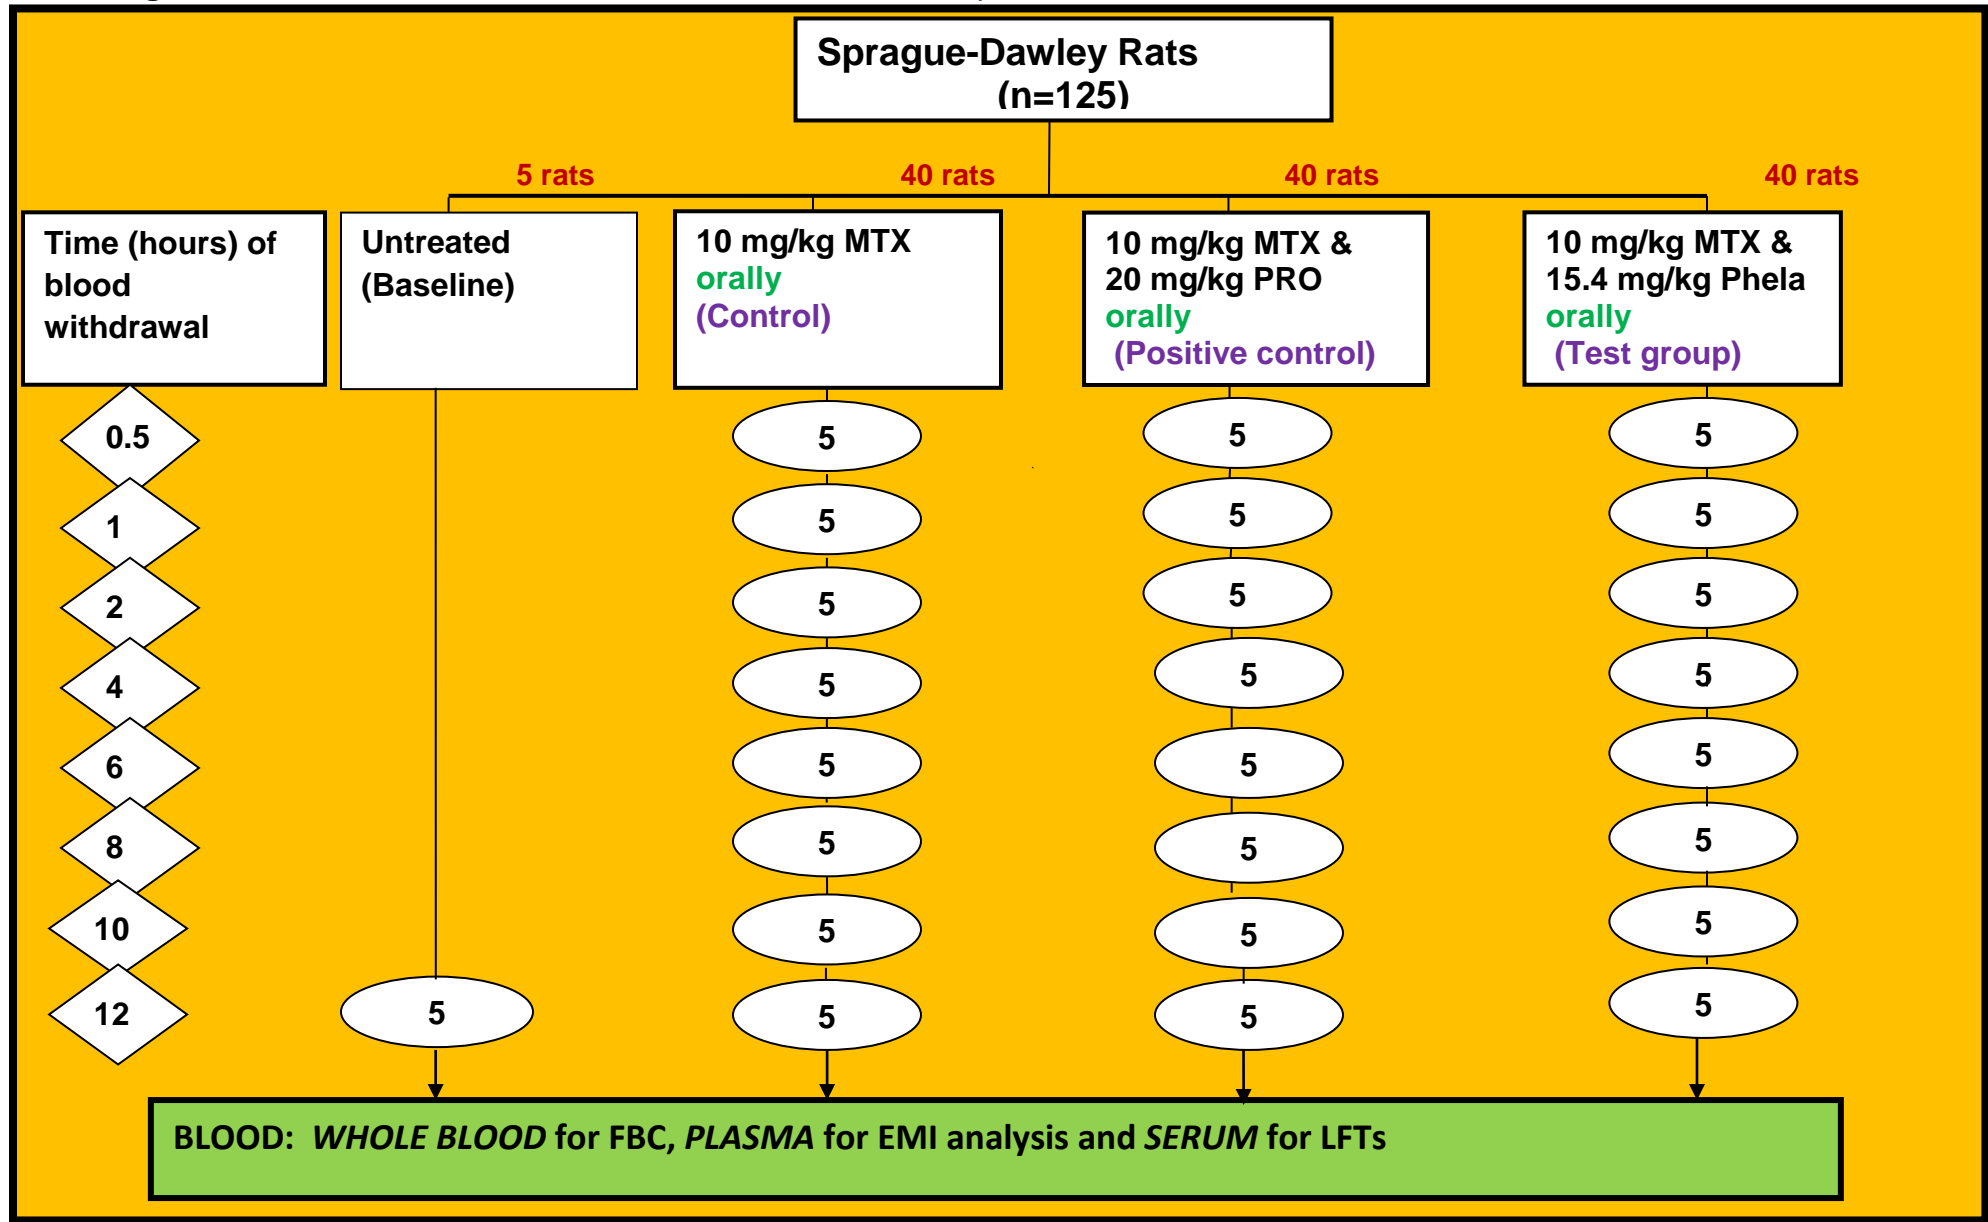 Sprague-Dawley Rats
(n=125)
5 rats
40 rats
40 rats
40 rats
Time (hours) of
blood
withdrawal
Untreated
(Baseline)
10 mg/kg MTX
orally
(Control)
10 mg/kg MTX &
20 mg/kg PRO
orally
(Positive control)
10 mg/kg MTX &
15.4 mg/kg Phela
orally
(Test group)
0.5
5
5
5
1
5
5
5
2
5
5
5
4
5
5
5
6
5
5
5
8
5
5
5
10
5
5
5
12
5
5
5
5
BLOOD: WHOLE BLOOD for FBC, PLASMA for EMI analysis and SERUM for LFTs